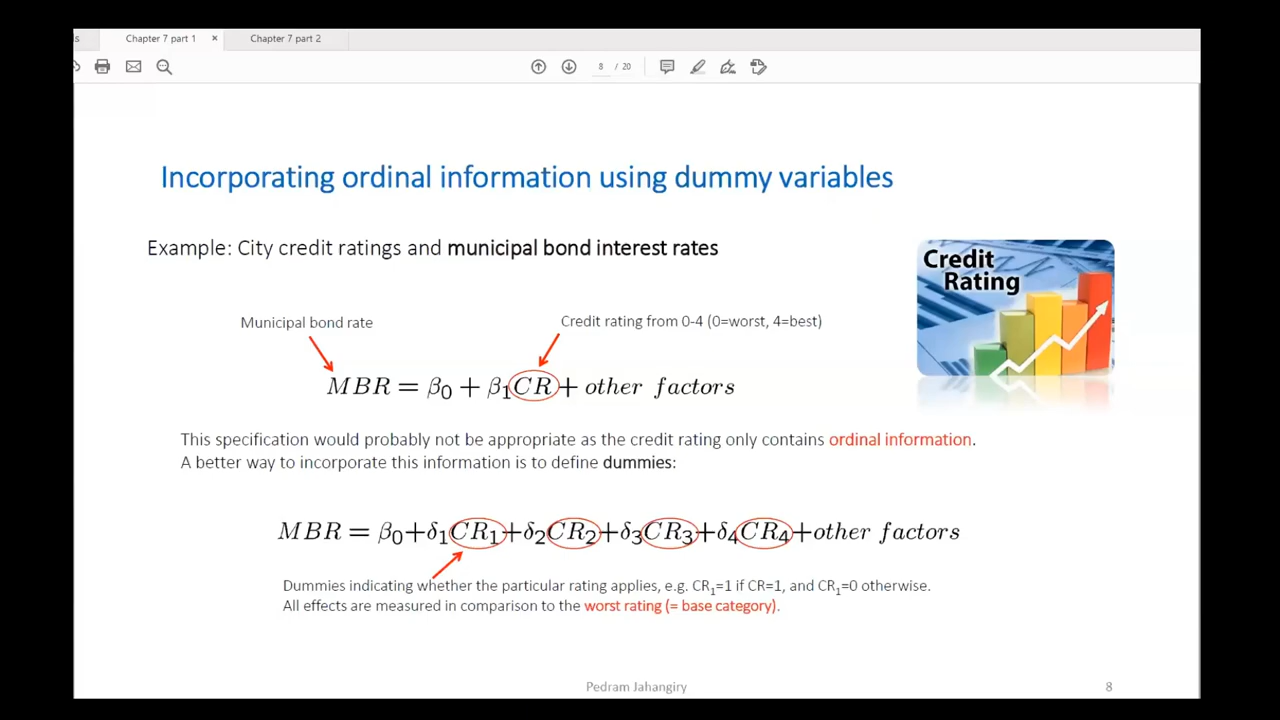 s
Chapter 7 part 1 ×
Chapter 7 part 2
8 / 20
Incorporating ordinal information using dummy variables
Example: City credit ratings and municipal bond interest rates
Credit
Rating
Municipal bond rate
Credit rating from 0-4 (0=worst, 4=best)
MBR = β₀ + β₁CR + other factors
This specification would probably not be appropriate as the credit rating only contains ordinal information.
A better way to incorporate this information is to define dummies:
MBR = β₀+δ₁CR₁+δ₂CR₂+δ₃CR₃+δ₄CR₄+other factors
Dummies indicating whether the particular rating applies, e.g. CR₁=1 if CR=1, and CR₁=0 otherwise.
All effects are measured in comparison to the worst rating (= base category).
Pedram Jahangiry
8